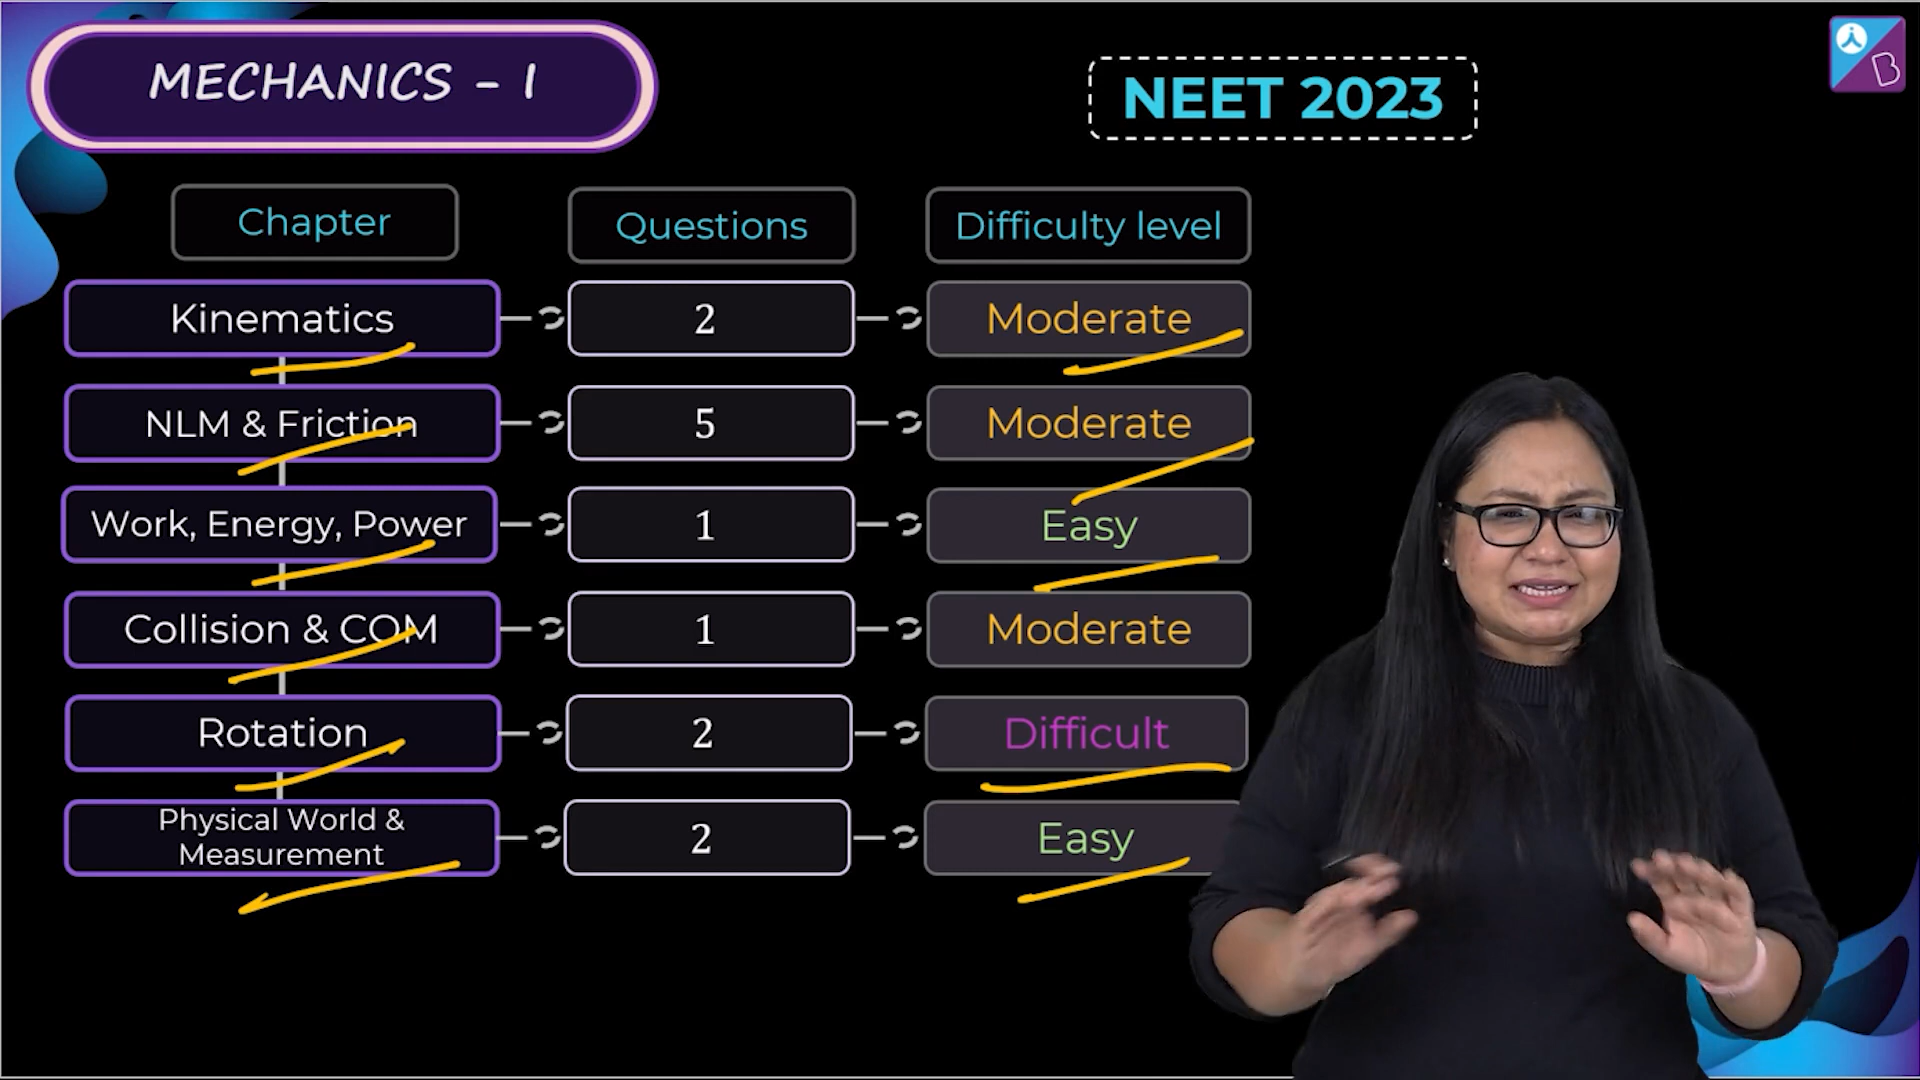 MECHANICS - I
NEET 2023
Chapter Questions Difficulty level
Kinematics 2 Moderate
NLM & Friction 5 Moderate
Work, Energy, Power 1 Easy
Collision & COM 1 Moderate
Rotation 2 Difficult
Physical World &
Measurement 2 Easy
B